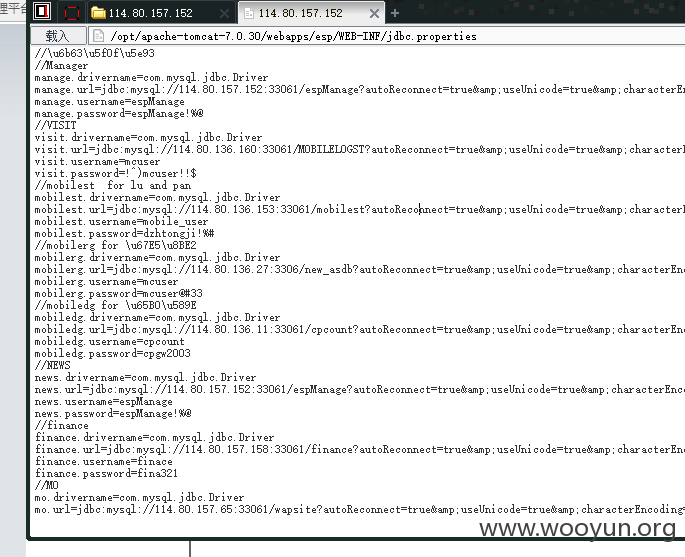 理平台
114.80.157.152
114.80.157.152
载入
/opt/apache-tomcat-7.0.30/webapps/esp/WEB-INF/jdbc.properties
//\u6b63\u5f0f\u5e93
//Manager
manage.drivername=com.mysql.jdbc.Driver
manage.url=jdbc:mysql://114.80.157.152:33061/espManage?autoReconnect=true&amp;useUnicode=true&amp;characterEn
manage.username=espManage
manage.password=espManage!%@
//VISIT
visit.drivername=com.mysql.jdbc.Driver
visit.url=jdbc:mysql://114.80.136.160:33061/MOBILELOGST?autoReconnect=true&amp;useUnicode=true&amp;character
visit.username=mcuser
visit.password=!^)mcuser!!$
//mobilest  for lu and pan
mobilest.drivername=com.mysql.jdbc.Driver
mobilest.url=jdbc:mysql://114.80.136.153:33061/mobilest?autoReconnect=true&amp;useUnicode=true&amp;character
mobilest.username=mobile_user
mobilest.password=dzhtongji!%#
//mobilerg for \u67E5\u8BE2
mobilerg.drivername=com.mysql.jdbc.Driver
mobilerg.url=jdbc:mysql://114.80.136.27:3306/new_asdb?autoReconnect=true&amp;useUnicode=true&amp;characterEnc
mobilerg.username=mcuser
mobilerg.password=mcuser@#33
//mobiledg for \u65B0\u589E
mobiledg.drivername=com.mysql.jdbc.Driver
mobiledg.url=jdbc:mysql://114.80.136.11:33061/cpcount?autoReconnect=true&amp;useUnicode=true&amp;characterEnc
mobiledg.username=cpcount
mobiledg.password=cpgw2003
//NEWS
news.drivername=com.mysql.jdbc.Driver
news.url=jdbc:mysql://114.80.157.152:33061/espManage?autoReconnect=true&amp;useUnicode=true&amp;characterEnco
news.username=espManage
news.password=espManage!%@
//finance
finance.drivername=com.mysql.jdbc.Driver
finance.url=jdbc:mysql://114.80.157.158:33061/finance?autoReconnect=true&amp;useUnicode=true&amp;characterEnc
finance.username=finace
finance.password=fina321
//MO
mo.drivername=com.mysql.jdbc.Driver
mo.url=jdbc:mysql://114.80.157.65:33061/wapsite?autoReconnect=true&amp;useUnicode=true&amp;characterEncoding=
www.wooyun.org